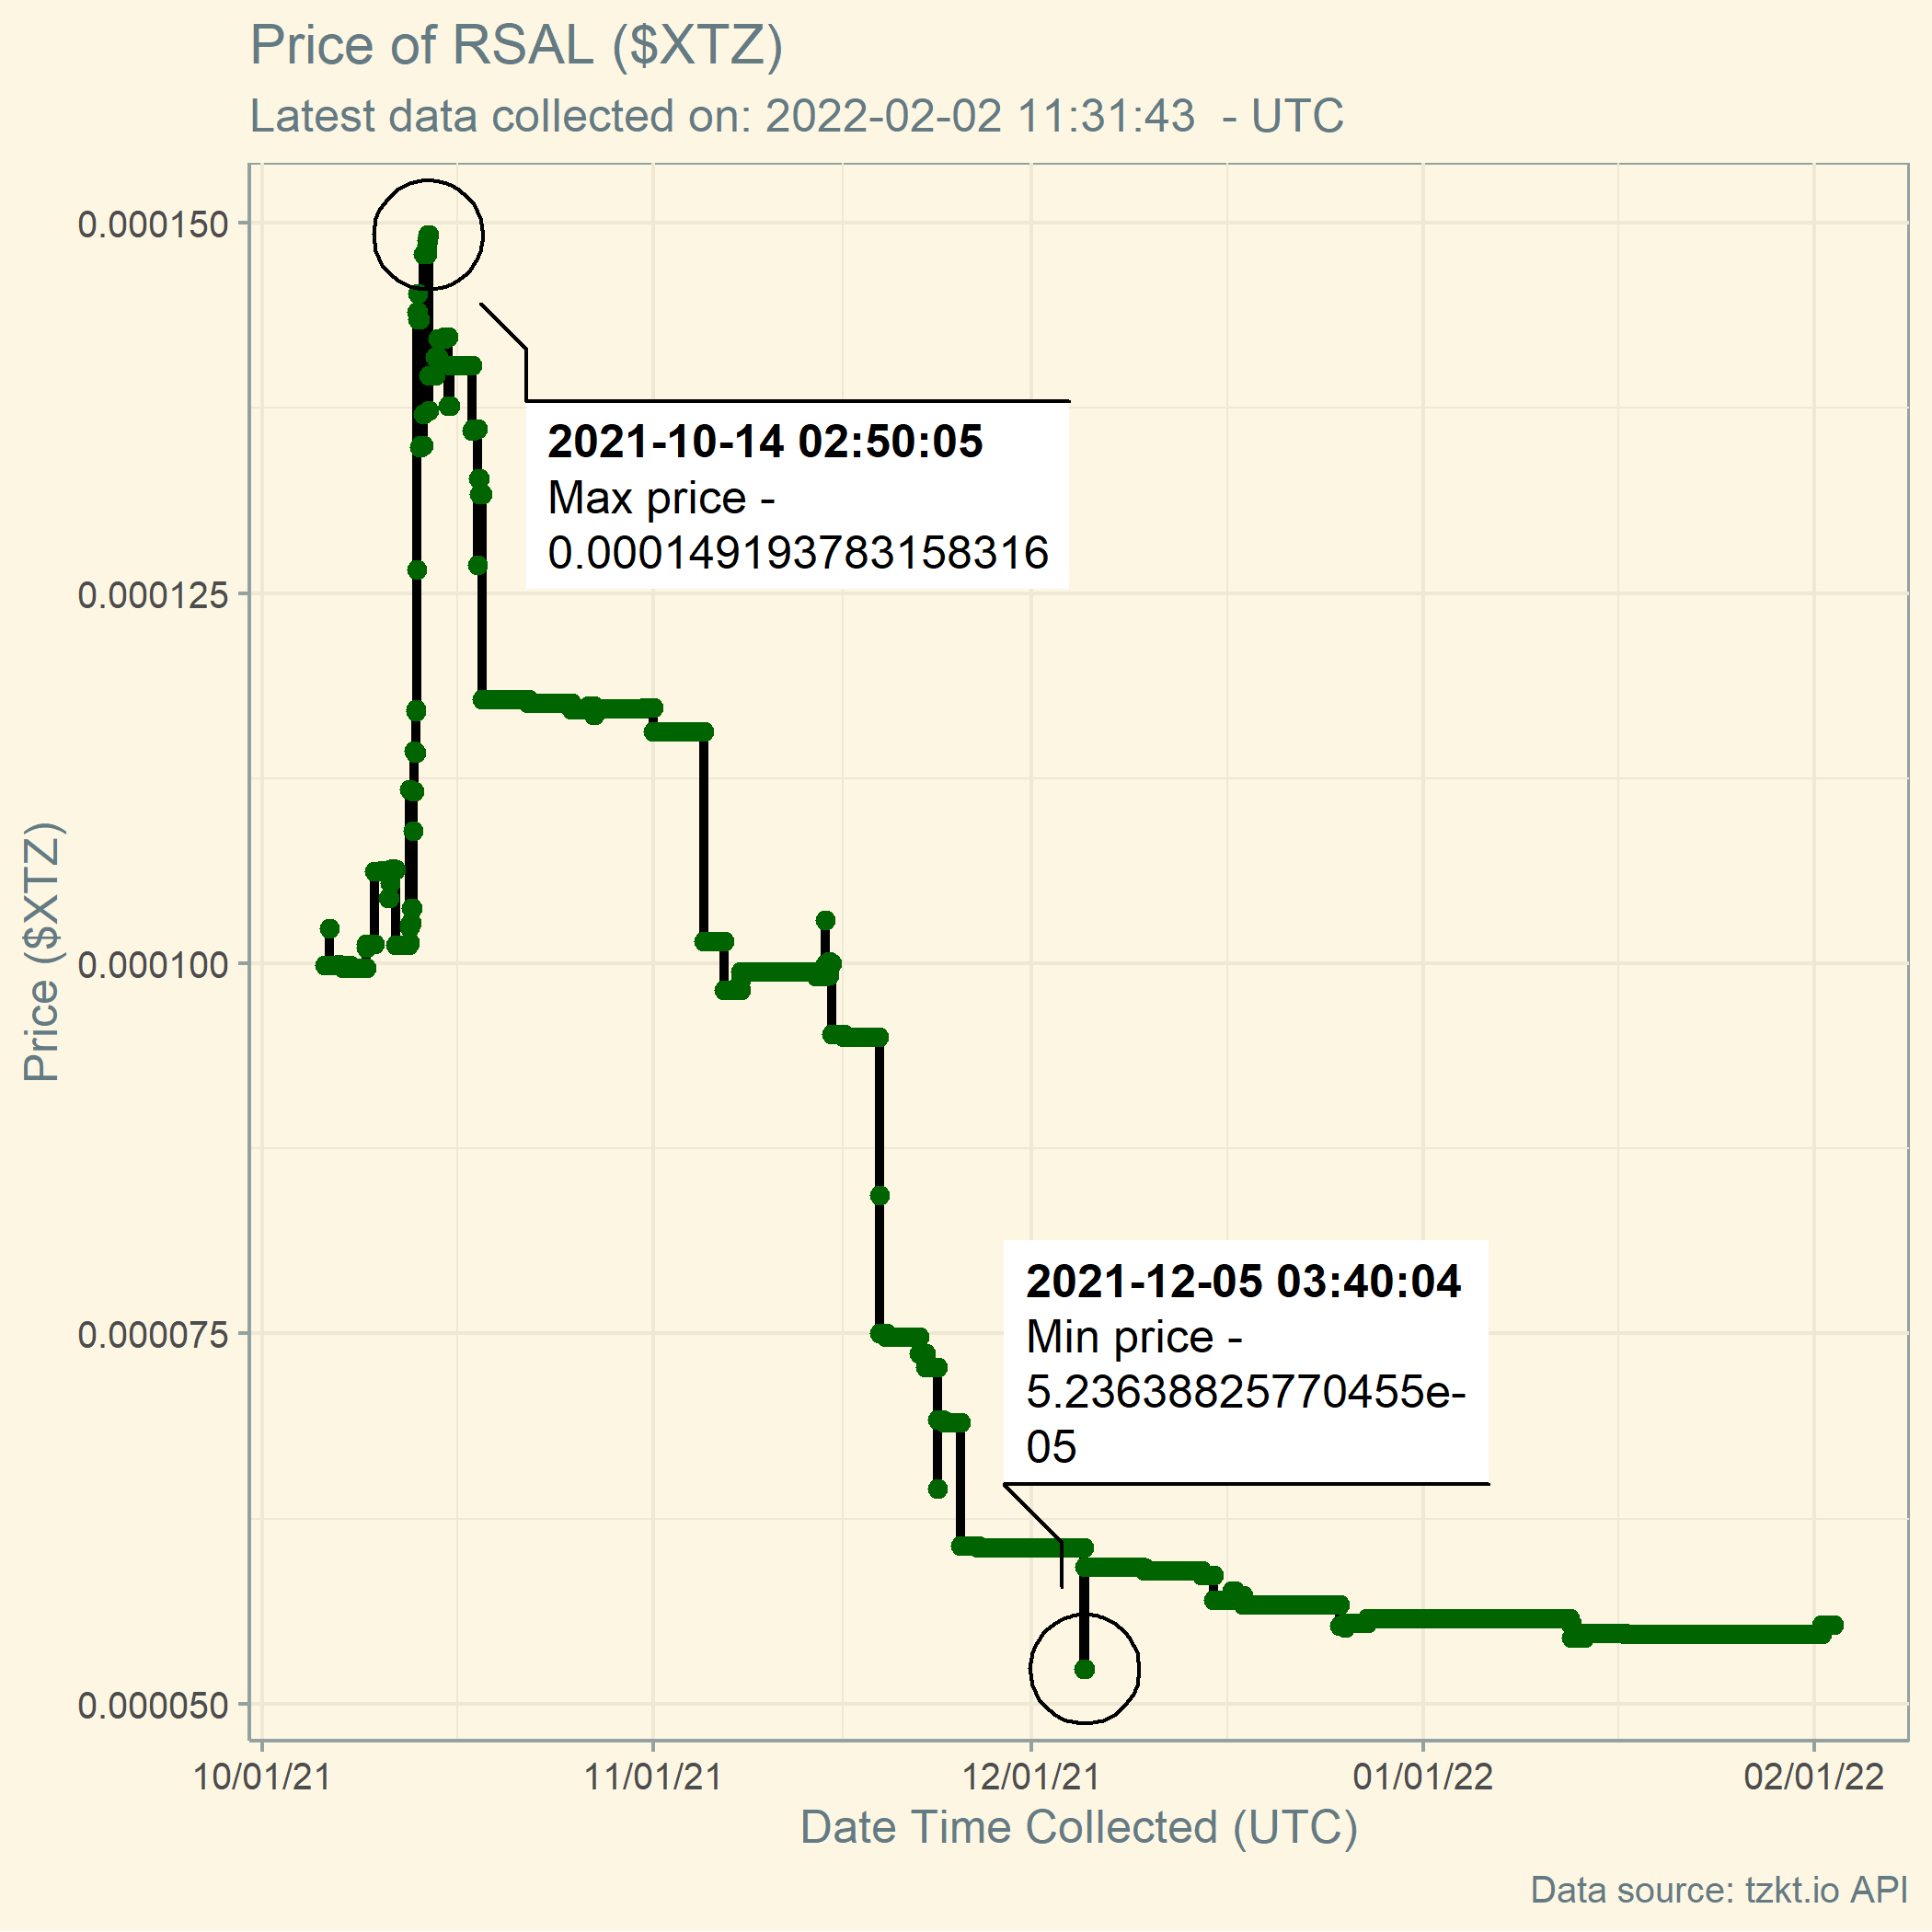 Price of RSAL ($XTZ)
Latest data collected on: 2022-02-02 11:31:43  - UTC
0.000150
0.000125
0.000100
0.000075
0.000050
Price ($XTZ)
2021-10-14 02:50:05
Max price -
0.000149193783158316
2021-12-05 03:40:04
Min price -
5.23638825770455e-
05
10/01/21
11/01/21
12/01/21
01/01/22
02/01/22
Date Time Collected (UTC)
Data source: tzkt.io API